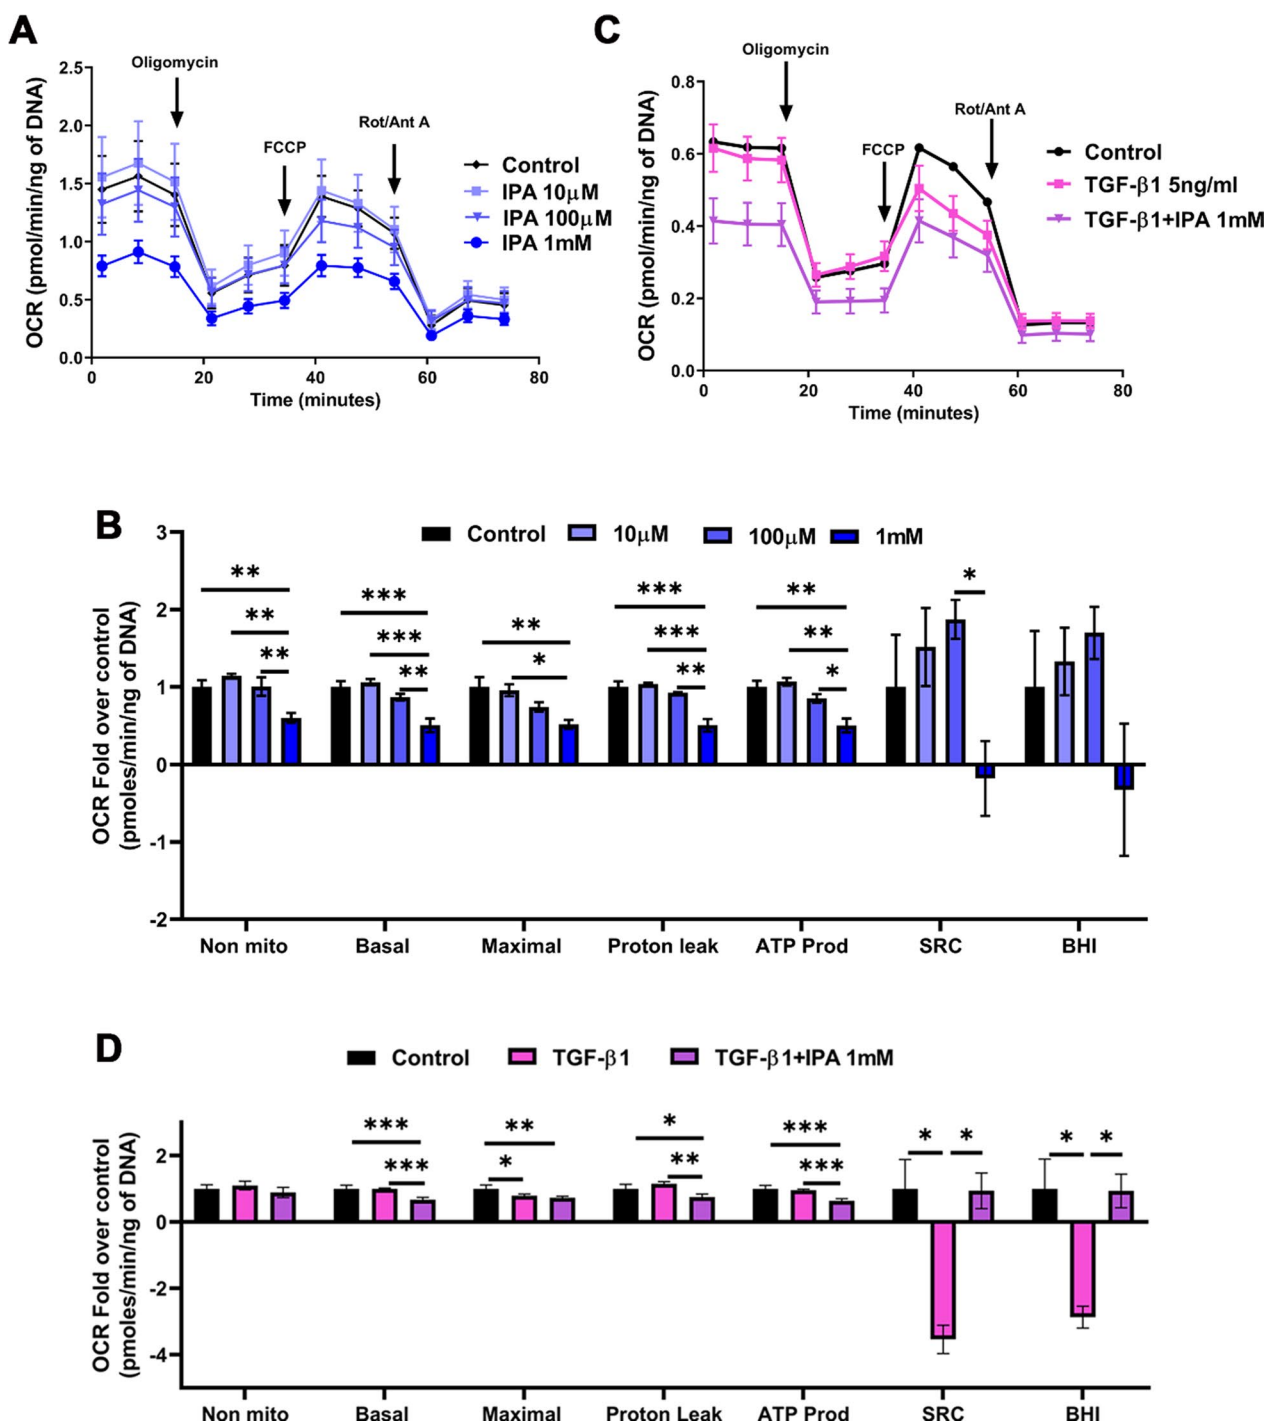 A
OCR (pmol/min/ng of DNA)
2.5
2.0
1.5
1.0
0.5
0.0
0
20
40
60
80
Time (minutes)
Oligomycin
FCCP
Rot/Ant A
Control
IPA 10μM
IPA 100μM
IPA 1mM
C
OCR (pmol/min/ng of DNA)
0.8
0.6
0.4
0.2
0.0
0
20
40
60
80
Time (minutes)
Oligomycin
FCCP
Rot/Ant A
Control
TGF-β1 5ng/ml
TGF-β1+IPA 1mM
B
Control
10μM
100μM
1mM
OCR Fold over control
(pmoles/min/ng of DNA)
3
2
1
0
-1
-2
**
**
**
***
***
**
**
*
***
***
**
**
**
*
*
Non mito
Basal
Maximal
Proton leak
ATP Prod
SRC
BHI
D
Control
TGF-β1
TGF-β1+IPA 1mM
OCR Fold over control
(pmoles/min/ng of DNA)
2
0
-2
-4
***
***
**
*
*
**
***
***
*
*
*
*
Non mito
Basal
Maximal
Proton Leak
ATP Prod
SRC
BHI